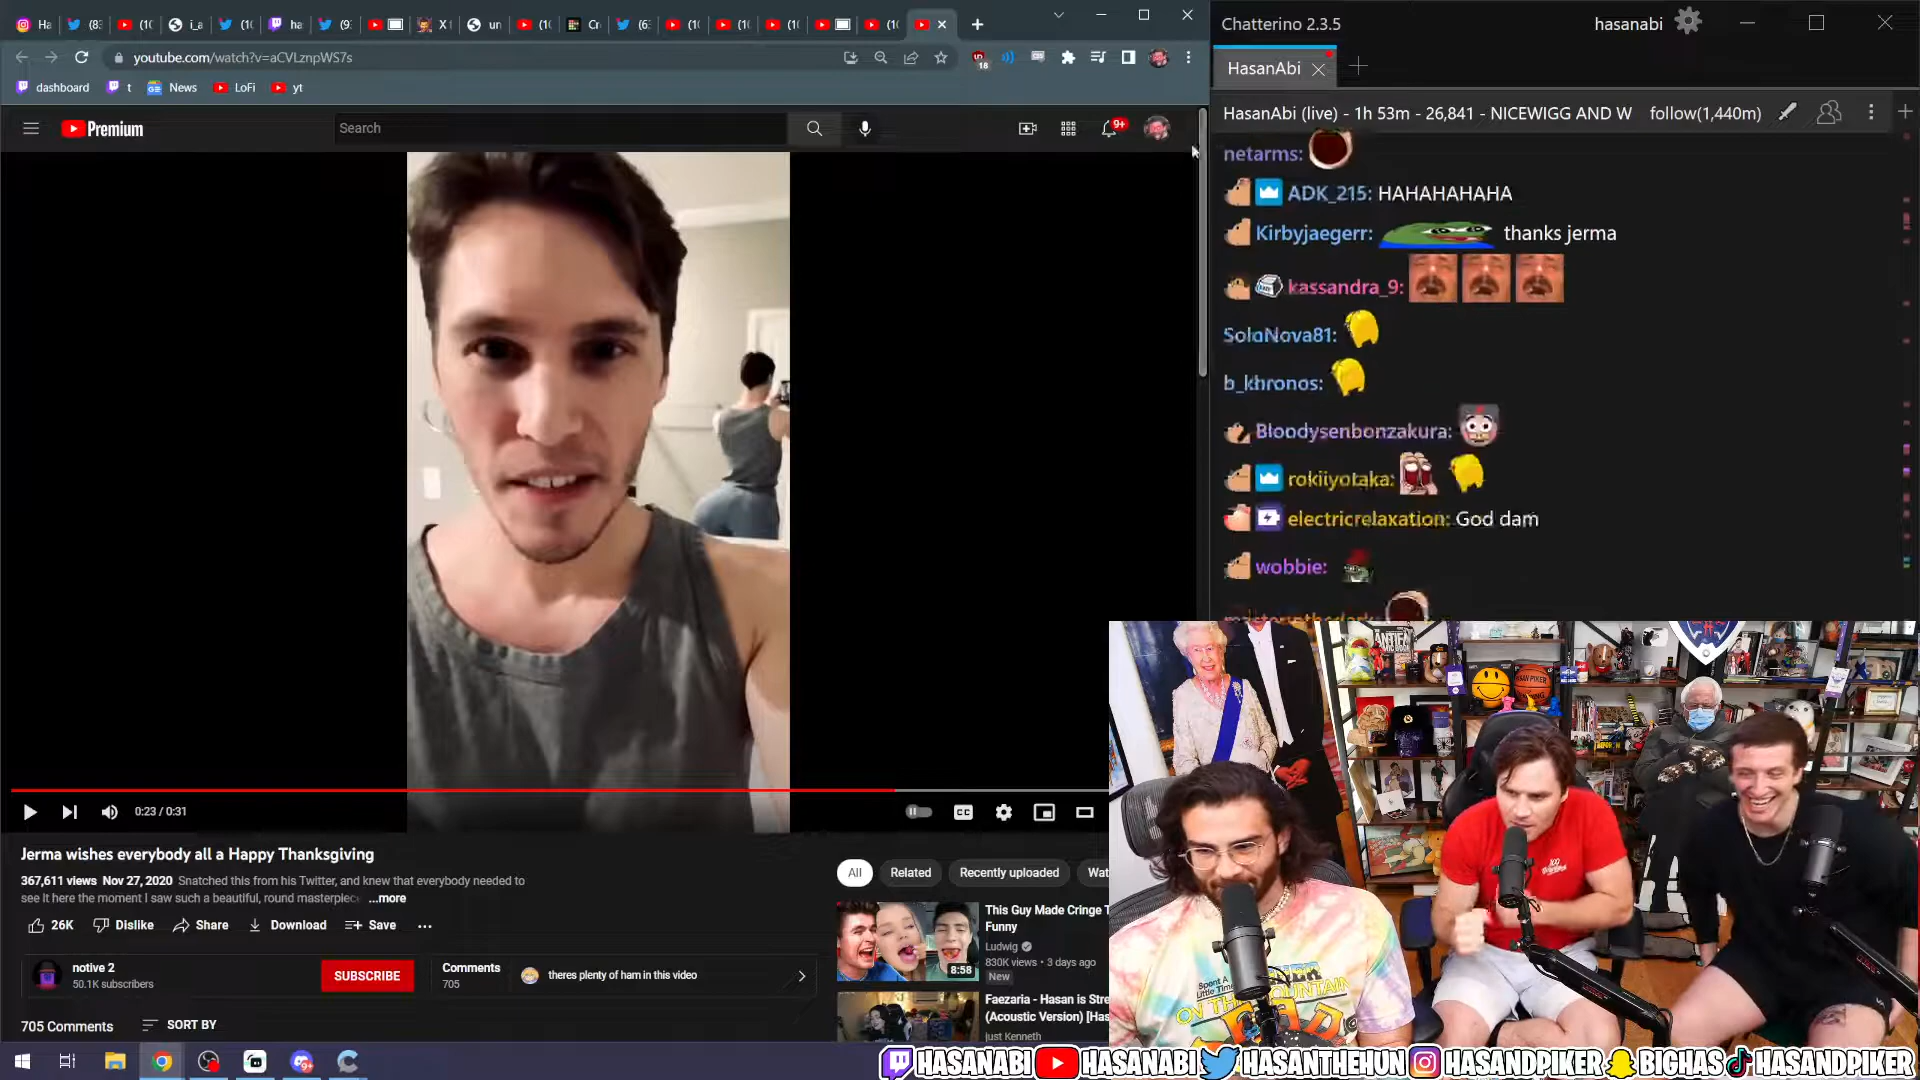 youtube.com/watch?v=aCVLznpWS7s
dashboard
t
News
LoFi
yt
Premium
Search
9+
0:23 / 0:31
CC
Jerma wishes everybody all a Happy Thanksgiving
367,611 views Nov 27, 2020 Snatched this from his Twitter, and knew that everybody needed to
see it here the moment I saw such a beautiful, round masterpiece
...more
26K
Dislike
Share
Download
Save
notive 2
50.1K subscribers
SUBSCRIBE
Comments
705
theres plenty of ham in this video
705 Comments
SORT BY
All
Related
Recently uploaded
Wat
This Guy Made Cringe T
Funny
Ludwig
830K views • 3 days ago
New
8:58
Faezaria - Hasan is Stre
(Acoustic Version) [Has
just Kenneth
Chatterino 2.3.5
hasanabi
HasanAbi
HasanAbi (live) - 1h 53m - 26,841 - NICEWIGG AND W
follow(1,440m)
netarms:
ADK_215: HAHAHAHAHA
Kirbyjaegerr: thanks jerma
kassandra_9:
SoloNova81:
b_khronos:
Bloodysenbonzakura:
rokiiyotaka:
electricrelaxation: God dam
wobbie:
HASANABI
HASANABI
HASANTHEHUN
HASANDPIKER
BIGHAS
HASANDPIKER